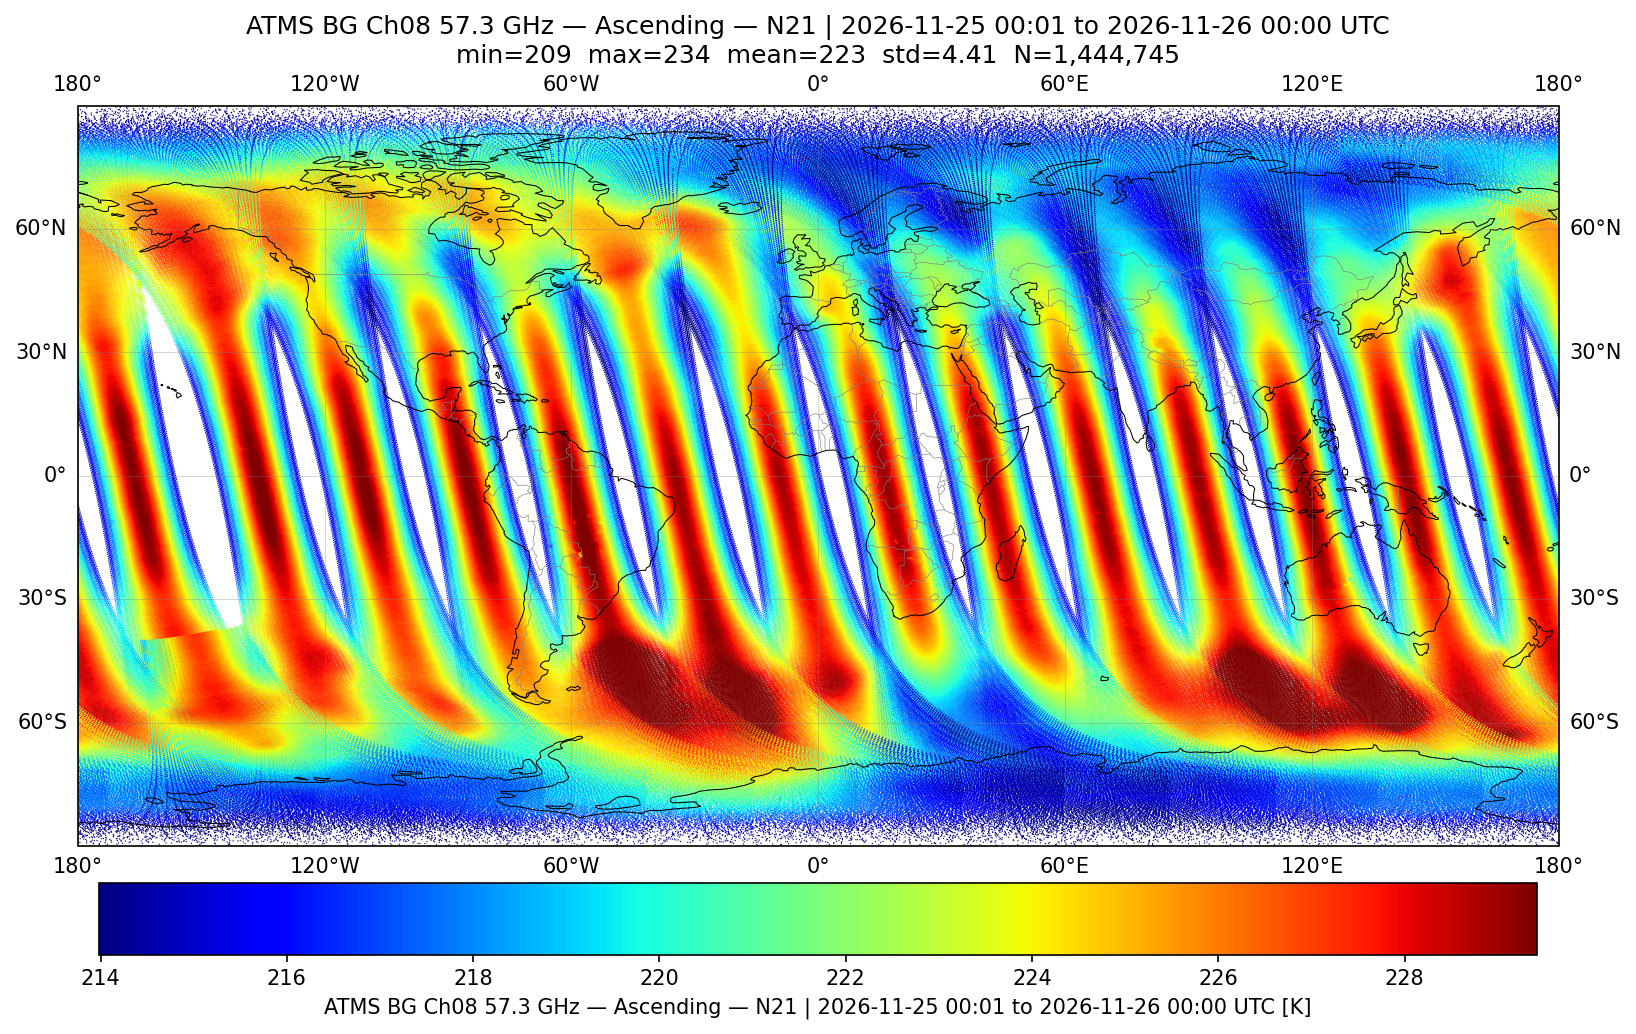 ATMS BG Ch08 57.3 GHz — Ascending — N21 | 2026-11-25 00:01 to 2026-11-26 00:00 UTC
min=209  max=234  mean=223  std=4.41  N=1,444,745
180° 120°W 60°W 0° 60°E 120°E 180°
60°N 60°N
30°N 30°N
0° 0°
30°S 30°S
60°S 60°S
180° 120°W 60°W 0° 60°E 120°E 180°
214 216 218 220 222 224 226 228
ATMS BG Ch08 57.3 GHz — Ascending — N21 | 2026-11-25 00:01 to 2026-11-26 00:00 UTC [K]